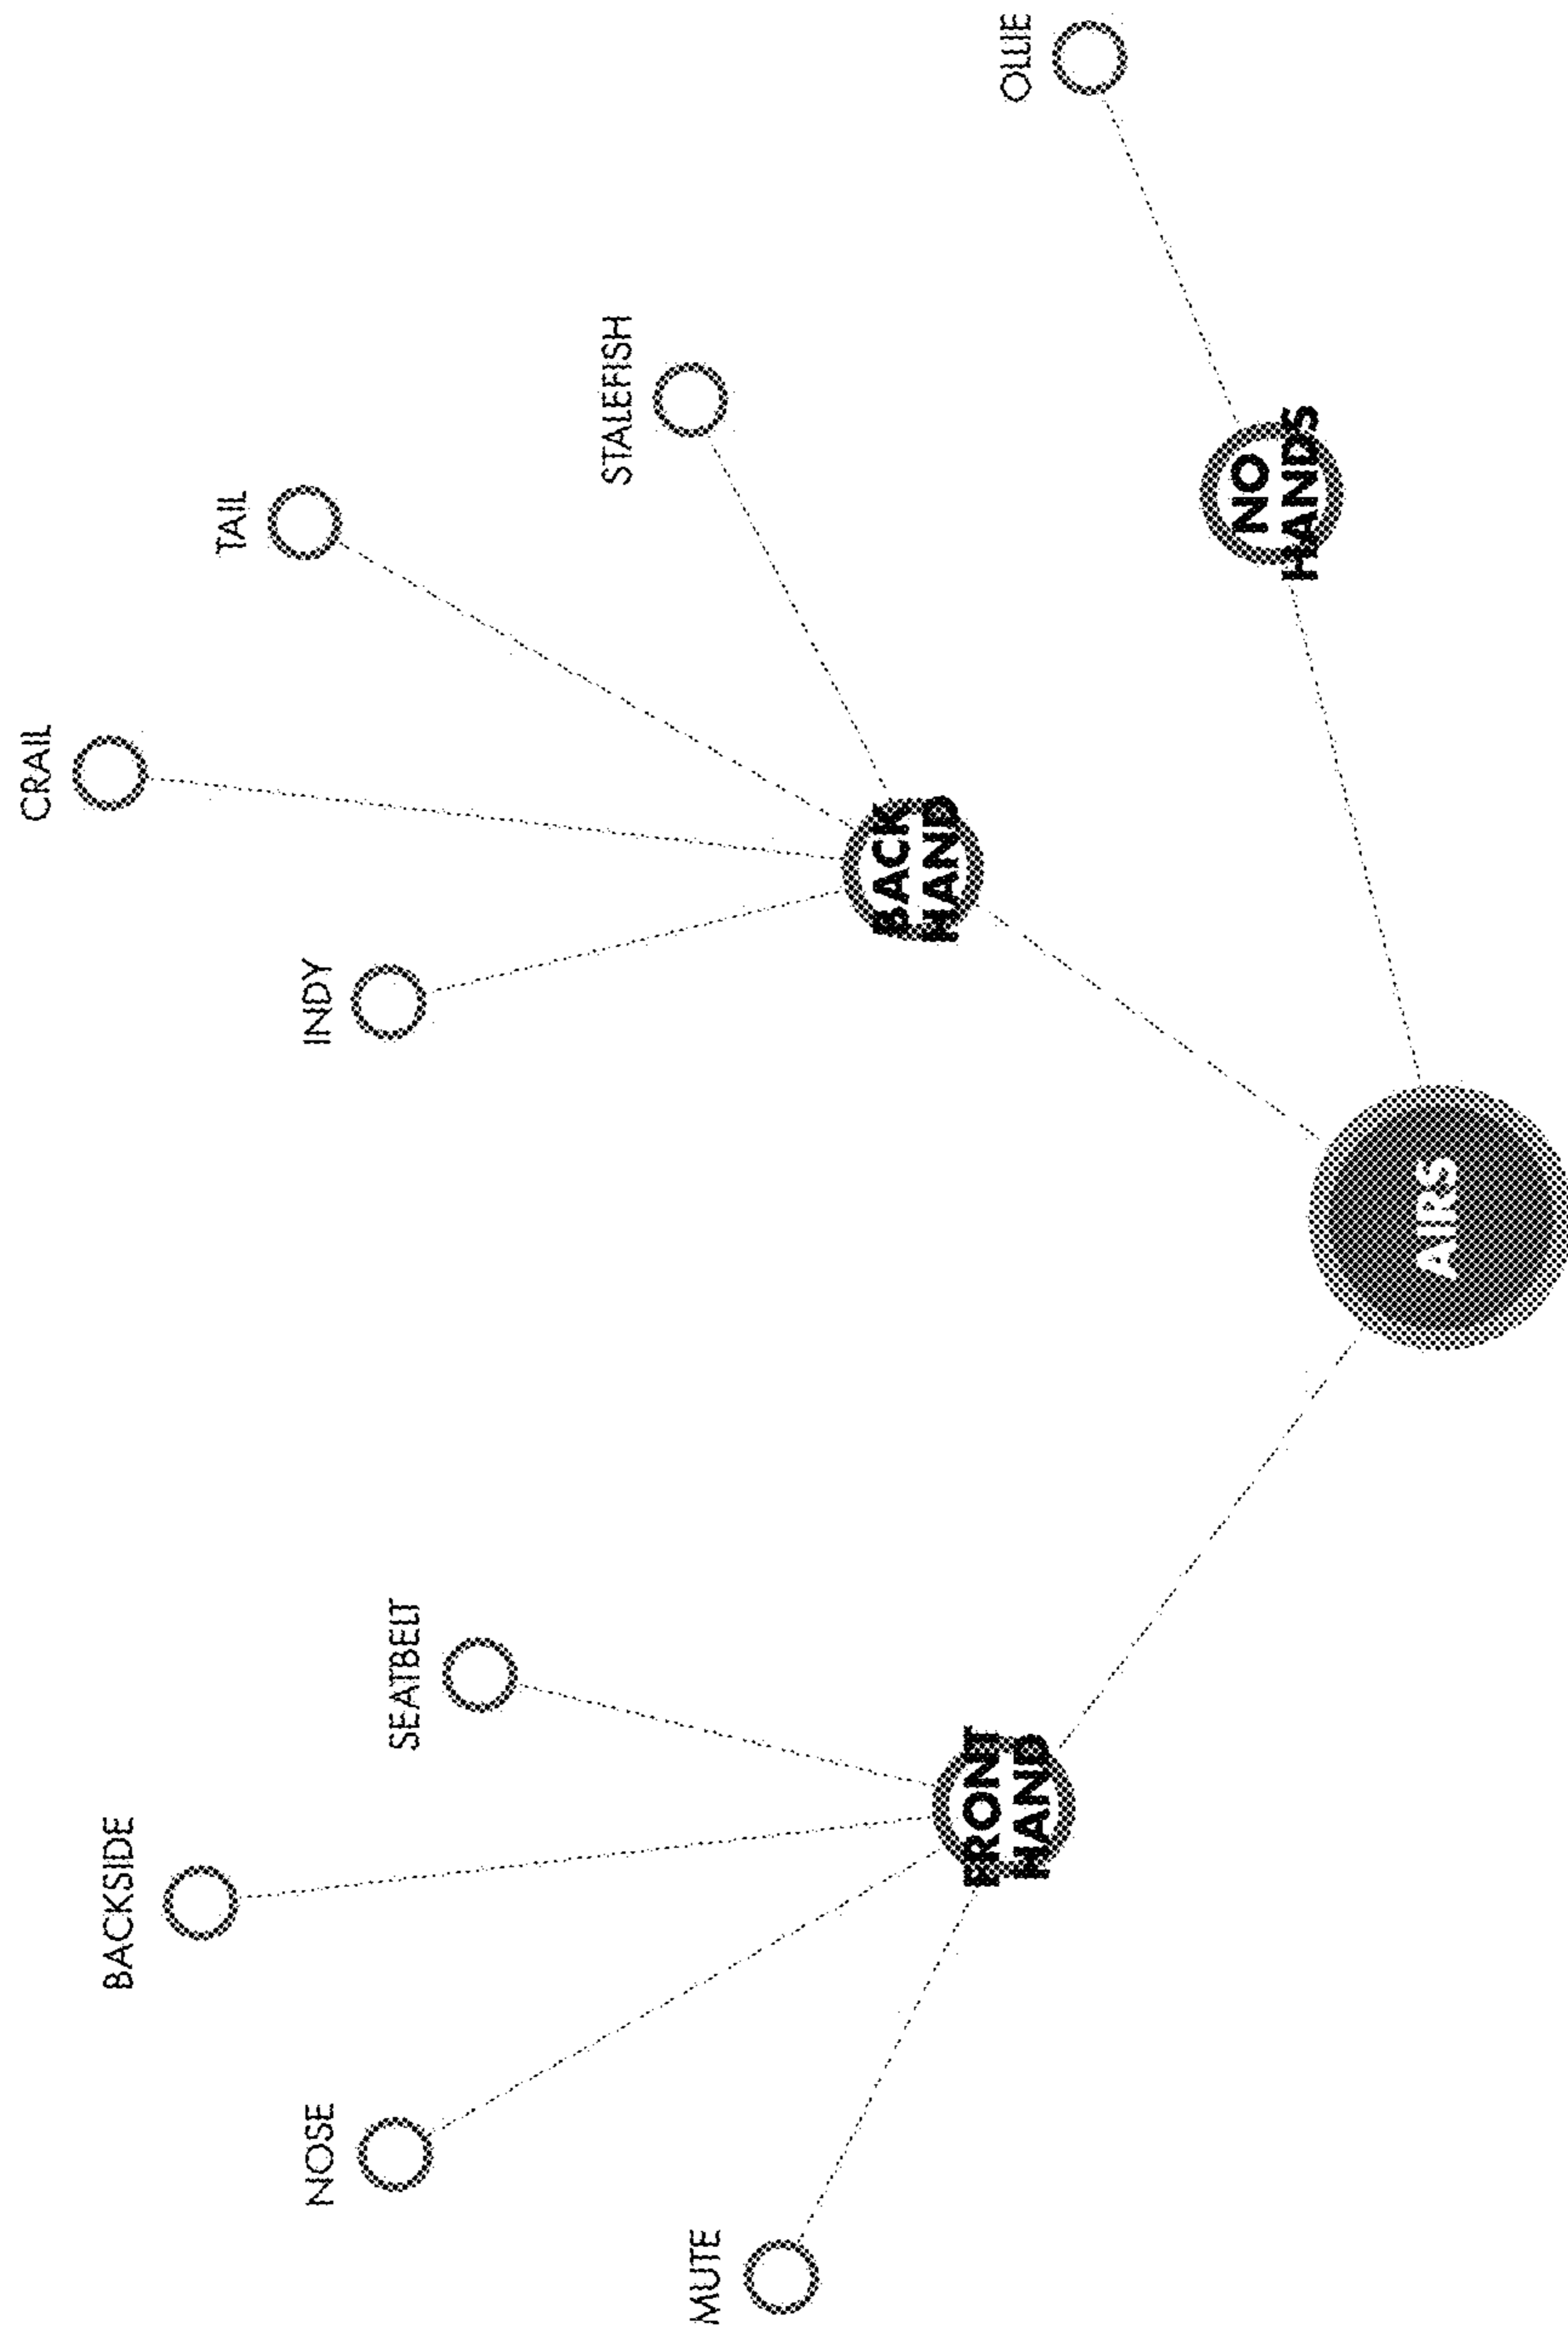 CRAIL
BACKSIDE
TAIL
NOSE
INDY
SEATBELT
STALEFISH
MUTE
BACK
HAND
FRONT
HAND
OLLIE
NO
HANDS
AIRS